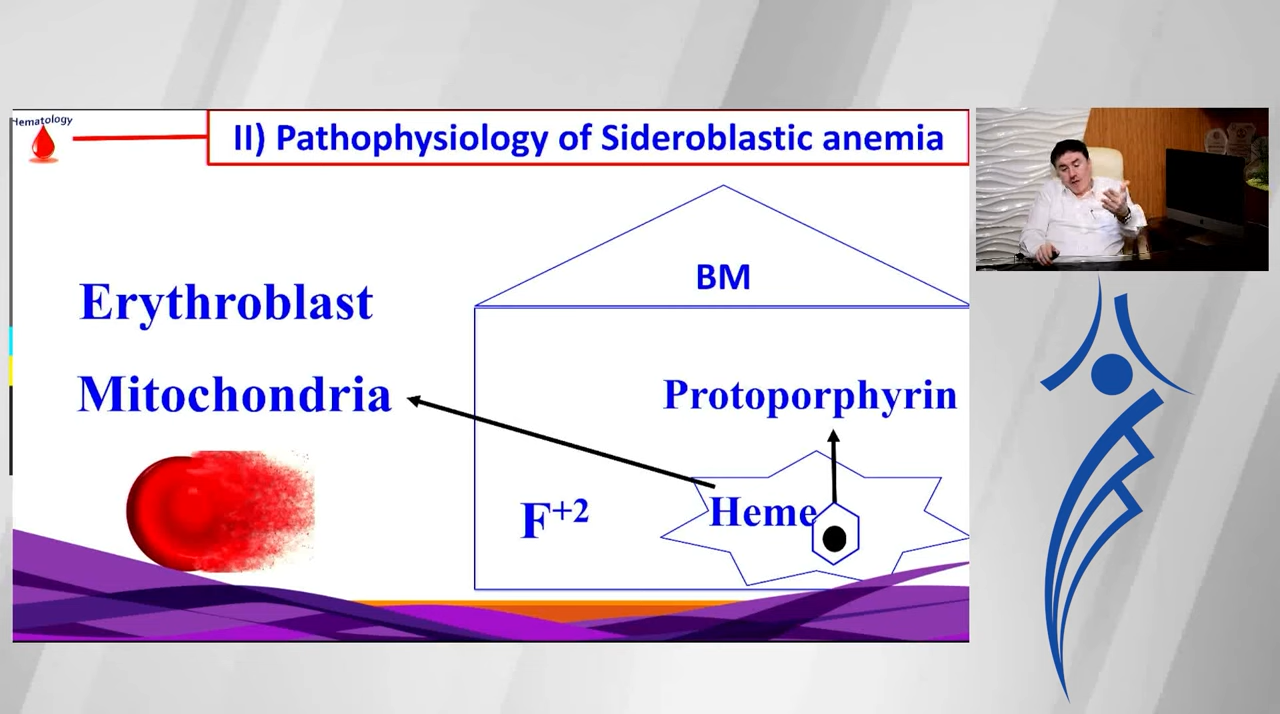 Hematology
II) Pathophysiology of Sideroblastic anemia
BM
Erythroblast
Mitochondria
Protoporphyrin
Heme
F+2